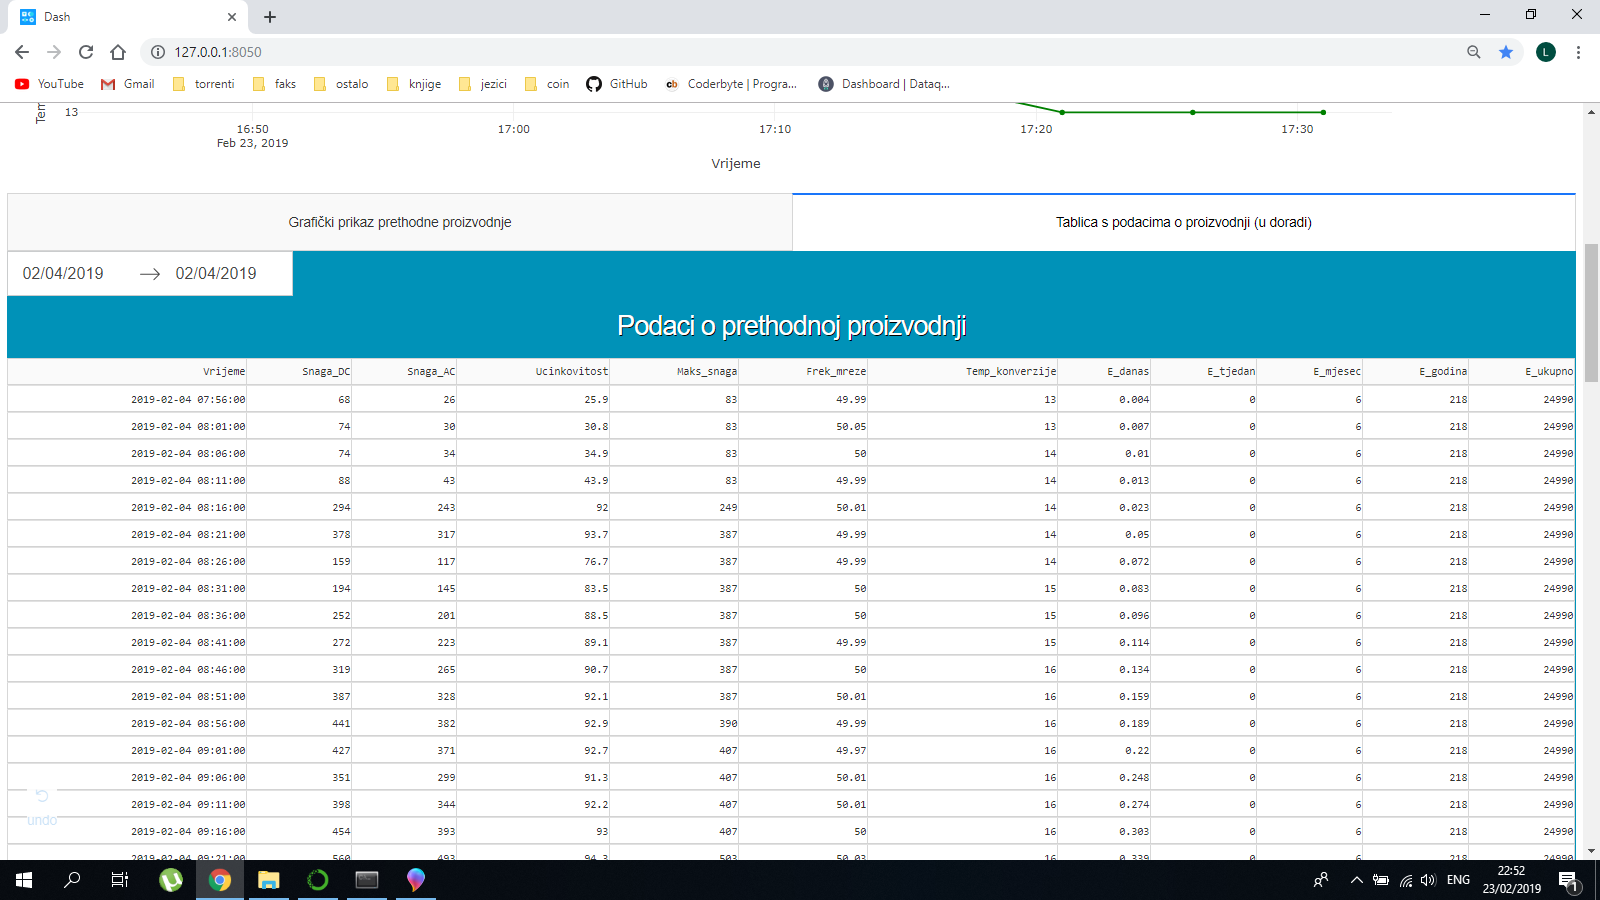 Dash
127.0.0.1:8050
YouTube Gmail torrenti faks ostalo knjige jezici coin GitHub Coderbyte | Progra... Dashboard | Dataq...
L
Tem
13
16:50 17:00 17:10 17:20 17:30
Feb 23, 2019
Vrijeme
Grafički prikaz prethodne proizvodnje Tablica s podacima o proizvodnji (u doradi)
02/04/2019 → 02/04/2019
Podaci o prethodnoj proizvodnji
Vrijeme Snaga_DC Snaga_AC Ucinkovitost Maks_snaga Frek_mreze Temp_konverzije E_danas E_tjedan E_mjesec E_godina E_ukupno
2019-02-04 07:56:00 68 26 25.9 83 49.99 13 0.004 0 6 218 24990
2019-02-04 08:01:00 74 30 30.8 83 50.05 13 0.007 0 6 218 24990
2019-02-04 08:06:00 74 34 34.9 83 50 14 0.01 0 6 218 24990
2019-02-04 08:11:00 88 43 43.9 83 49.99 14 0.013 0 6 218 24990
2019-02-04 08:16:00 294 243 92 249 50.01 14 0.023 0 6 218 24990
2019-02-04 08:21:00 378 317 93.7 387 49.99 14 0.05 0 6 218 24990
2019-02-04 08:26:00 159 117 76.7 387 49.99 14 0.072 0 6 218 24990
2019-02-04 08:31:00 194 145 83.5 387 50 15 0.083 0 6 218 24990
2019-02-04 08:36:00 252 201 88.5 387 50 15 0.096 0 6 218 24990
2019-02-04 08:41:00 272 223 89.1 387 49.99 15 0.114 0 6 218 24990
2019-02-04 08:46:00 319 265 90.7 387 50 16 0.134 0 6 218 24990
2019-02-04 08:51:00 387 328 92.1 387 50.01 16 0.159 0 6 218 24990
2019-02-04 08:56:00 441 382 92.9 390 49.99 16 0.189 0 6 218 24990
2019-02-04 09:01:00 427 371 92.7 407 49.97 16 0.22 0 6 218 24990
2019-02-04 09:06:00 351 299 91.3 407 50.01 16 0.248 0 6 218 24990
2019-02-04 09:11:00 398 344 92.2 407 50.01 16 0.274 0 6 218 24990
undo
2019-02-04 09:16:00 454 393 93 407 50 16 0.303 0 6 218 24990
2019-02-04 09:21:00 560 493 94.3 503 50.03 16 0.339 0 6 218 24990
ENG
22:52
23/02/2019
1